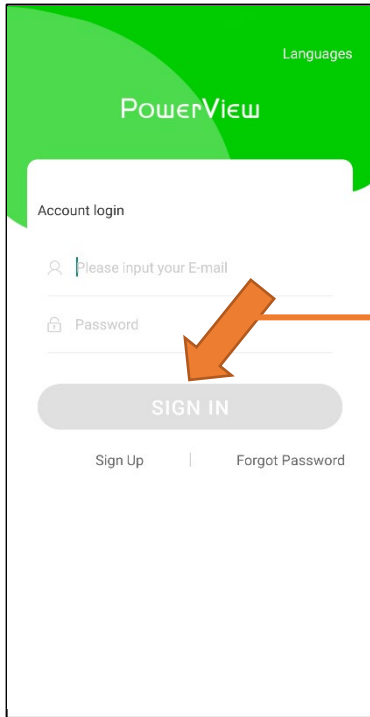 Languages
PowerView
Account login
Please input your E-mail
Password
SIGN IN
Sign Up | Forgot Password